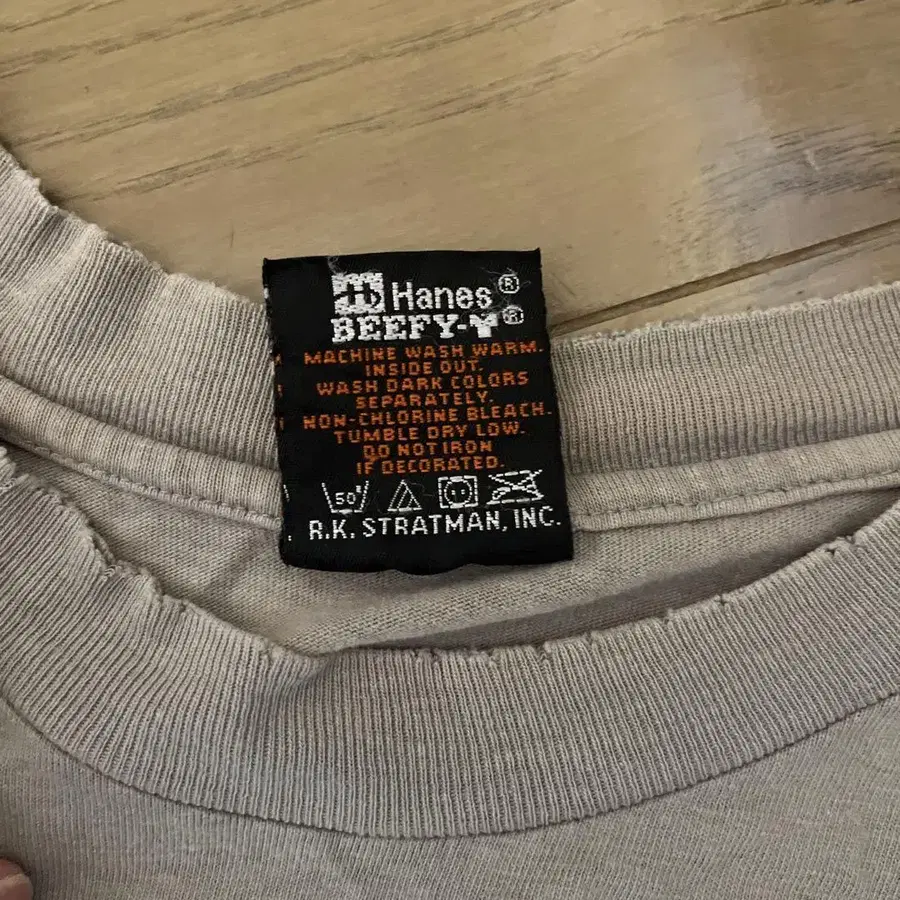 Hanes®
BEEFY-T®
MACHINE WASH WARM.
INSIDE OUT.
WASH DARK COLORS
SEPARATELY.
NON-CHLORINE BLEACH.
TUMBLE DRY LOW.
DO NOT IRON
IF DECORATED.
50°
R.K. STRATMAN, INC.